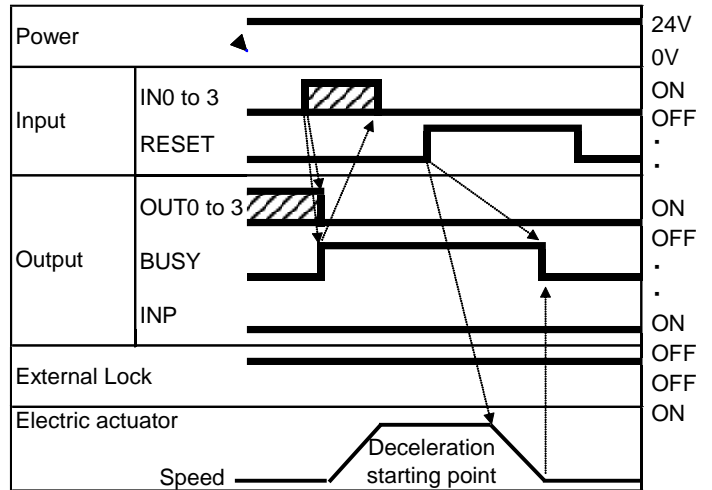 Power
24V
0V
Input
IN0 to 3
ON
OFF
RESET
.
.
Output
OUT0 to 3
ON
OFF
BUSY
.
.
INP
ON
OFF
External Lock
OFF
ON
Electric actuator
Speed
Deceleration
starting point